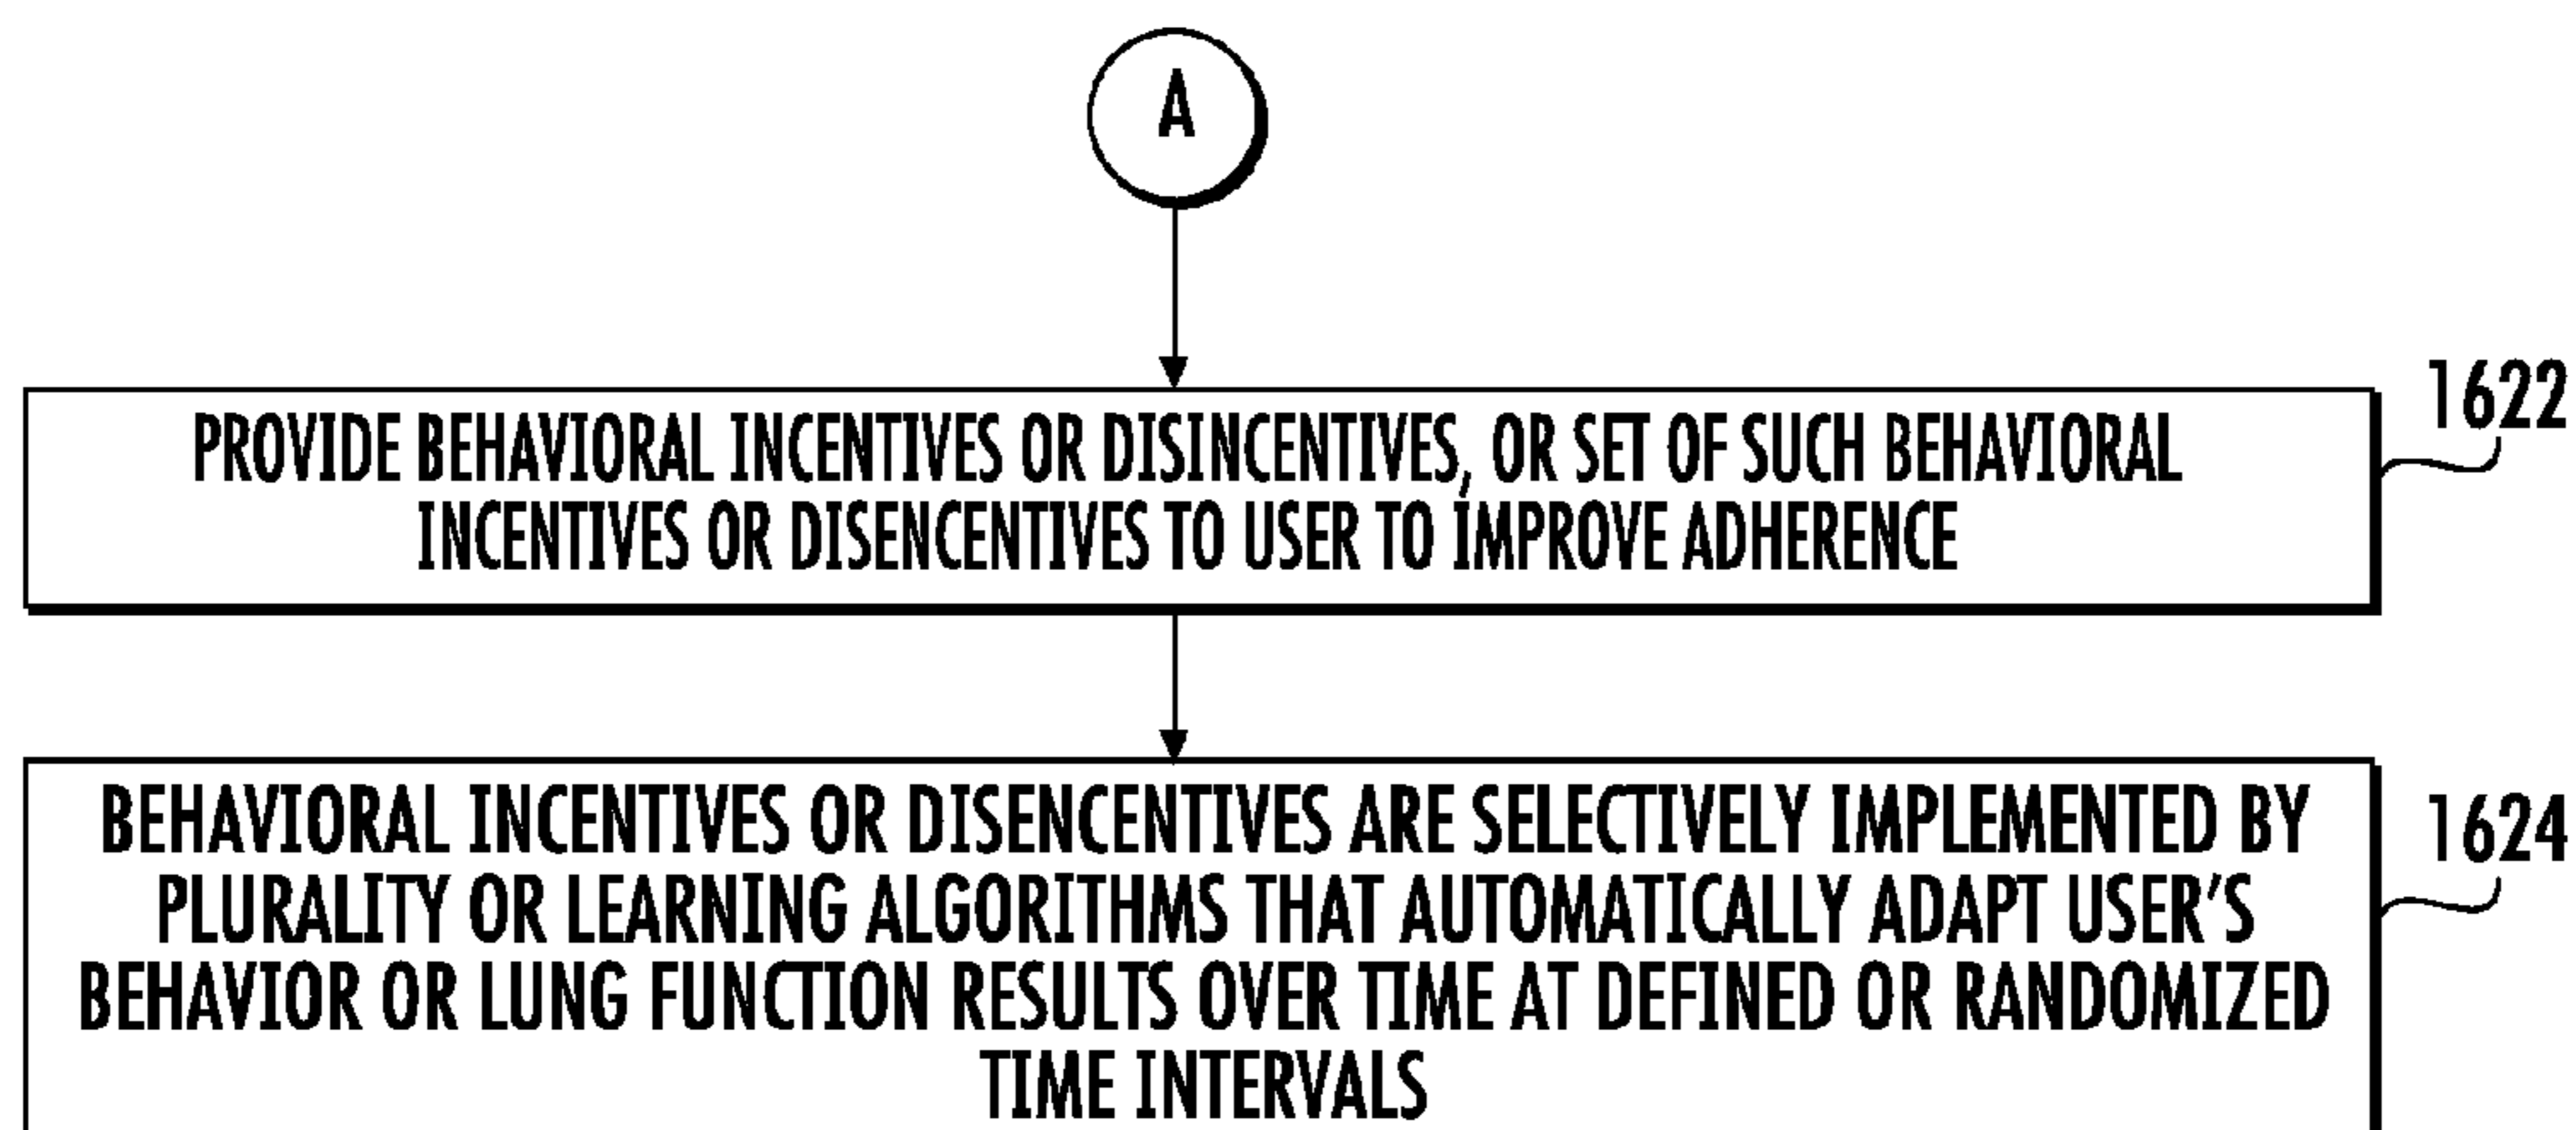 A
1622
PROVIDE BEHAVIORAL INCENTIVES OR DISINCENTIVES, OR SET OF SUCH BEHAVIORAL
INCENTIVES OR DISENCENTIVES TO USER TO IMPROVE ADHERENCE
1624
BEHAVIORAL INCENTIVES OR DISENCENTIVES ARE SELECTIVELY IMPLEMENTED BY
PLURALITY OR LEARNING ALGORITHMS THAT AUTOMATICALLY ADAPT USER'S
BEHAVIOR OR LUNG FUNCTION RESULTS OVER TIME AT DEFINED OR RANDOMIZED
TIME INTERVALS